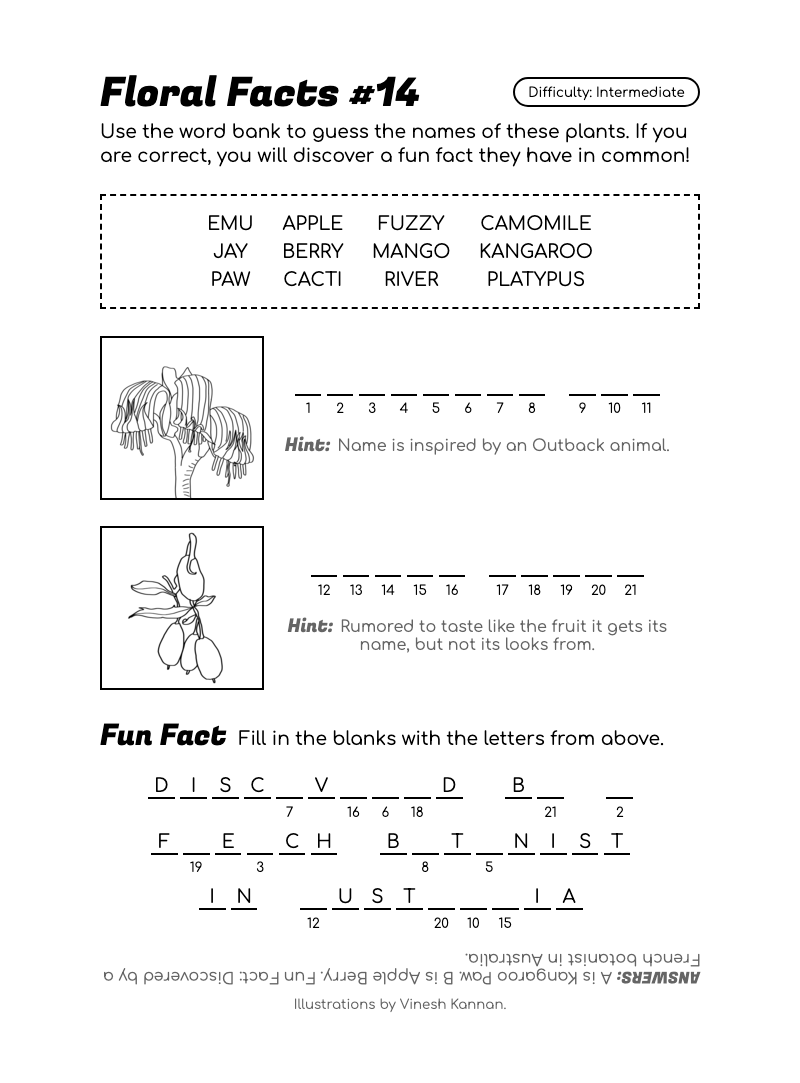 Floral Facts #14
Difficulty: Intermediate
Use the word bank to guess the names of these plants. If you
are correct, you will discover a fun fact they have in common!
EMU APPLE FUZZY CAMOMILE
JAY BERRY MANGO KANGAROO
PAW CACTI RIVER PLATYPUS
1 2 3 4 5 6 7 8 9 10 11
Hint: Name is inspired by an Outback animal.
12 13 14 15 16 17 18 19 20 21
Hint: Rumored to taste like the fruit it gets its
name, but not its looks from.
Fun Fact Fill in the blanks with the letters from above.
D I S C _ V _ _ _ D B _ _
7 16 6 18 21 2
F _ E _ C H B _ T _ N I S T
19 3 8 5
I N _ U S T _ _ _ I A
12 20 10 15
ANSWERS: A is Kangaroo Paw. B is Apple Berry. Fun Fact: Discovered by a
French botanist in Australia.
Illustrations by Vinesh Kannan.